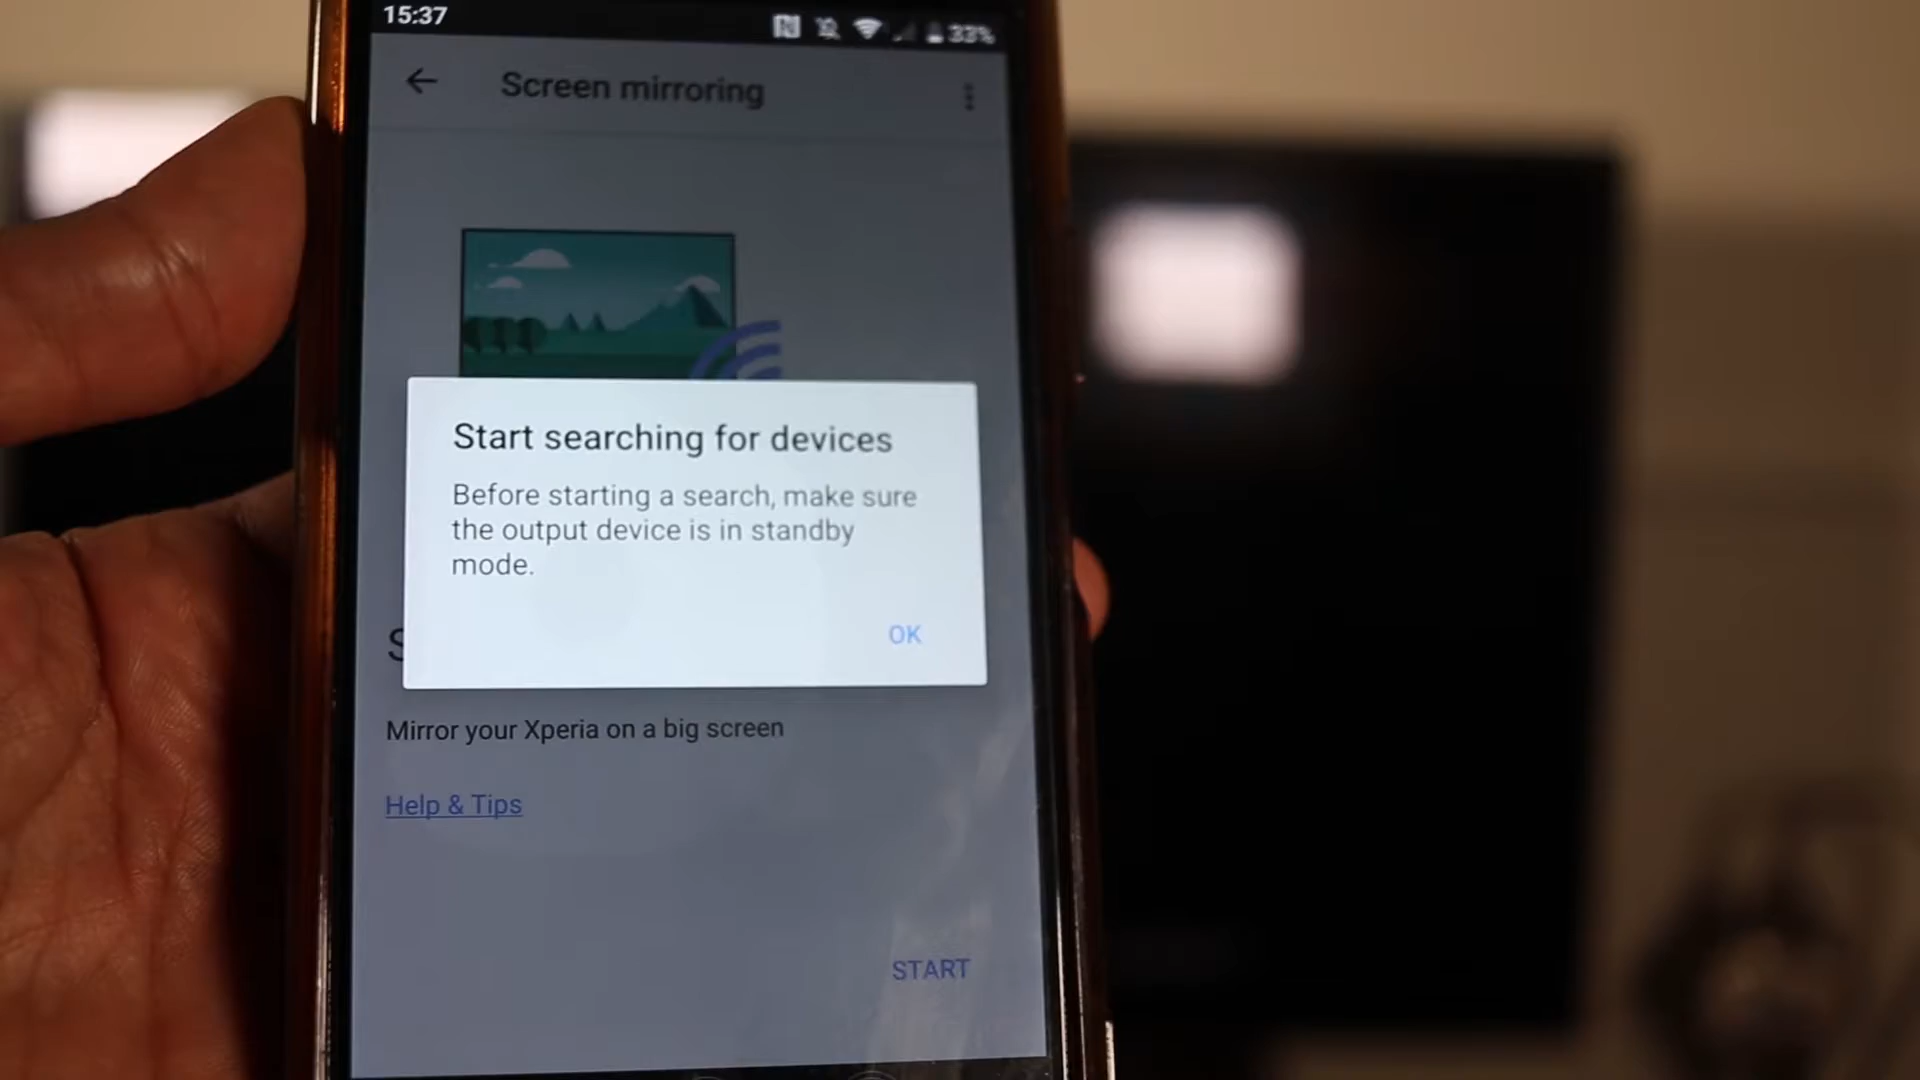 15:37
33%
Screen mirroring
Start searching for devices
Before starting a search, make sure
the output device is in standby
mode.
OK
S
Mirror your Xperia on a big screen
Help & Tips
START